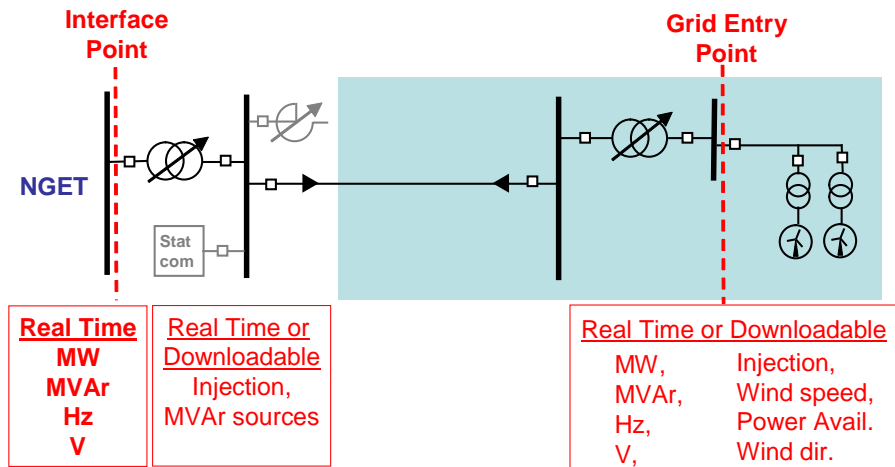 Interface
Point
Grid Entry
Point
NGET
Stat
com
Real Time
MW
MVAr
Hz
V
Real Time or
Downloadable
Injection,
MVAr sources
Real Time or Downloadable
MW, Injection,
MVAr, Wind speed,
Hz, Power Avail.
V, Wind dir.